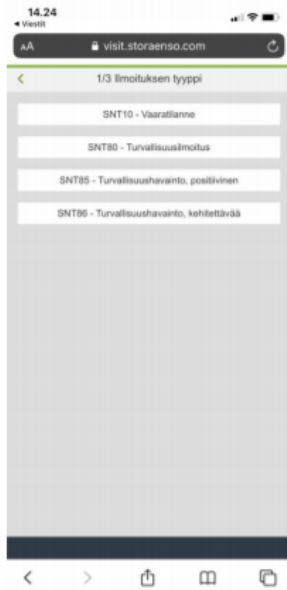 14.24
◀ Viestit
AA visit.storaenso.com
1/3 Ilmoituksen tyyppi
SNT10 - Vaaratilanne
SNT80 - Turvallisuusilmoitus
SNT85 - Turvallisuushavainto, positiivinen
SNT86 - Turvallisuushavainto, kehitettävää